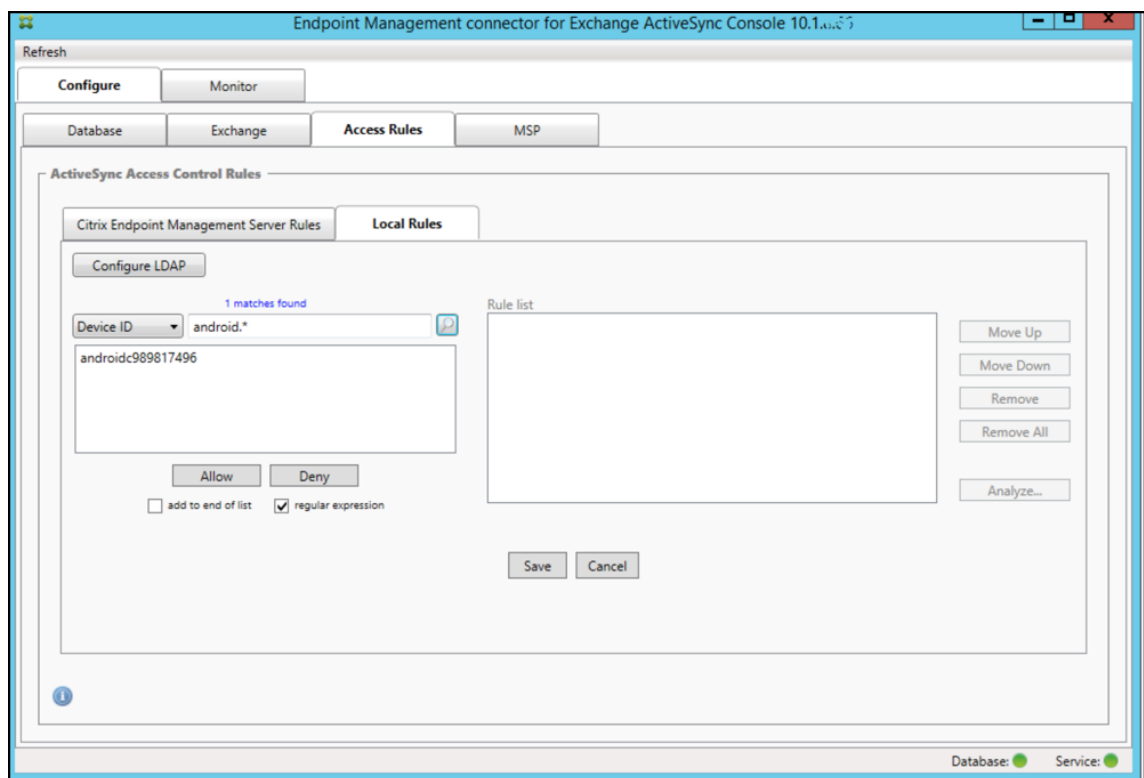 Endpoint Management connector for Exchange ActiveSync Console 10.1.
Refresh
Configure Monitor
Database Exchange Access Rules MSP
ActiveSync Access Control Rules
Citrix Endpoint Management Server Rules Local Rules
Configure LDAP
1 matches found Rule list
Device ID android.*
Move Up
androidc989817496
Move Down
Remove
Remove All
Allow Deny
Analyze...
add to end of list regular expression
Save Cancel
Database: Service: